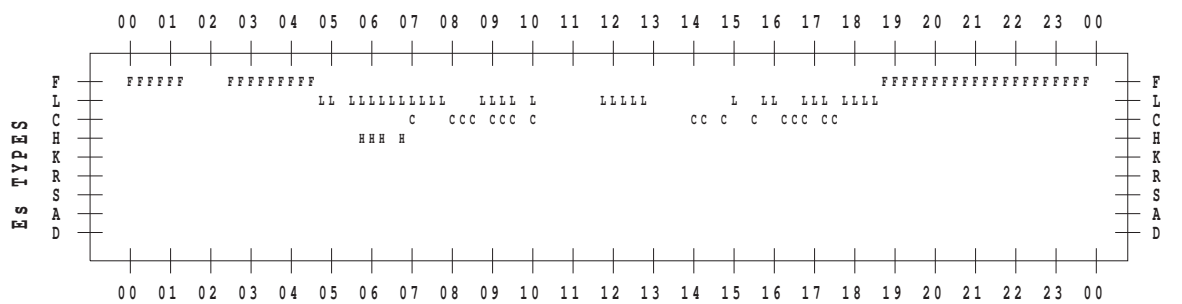 00 01 02 03 04 05 06 07 08 09 10 11 12 13 14 15 16 17 18 19 20 21 22 23 00
F FFFFFF FFFFFFFFF FFFFFFFFFFFFFFFFFFFFF F
L LL LLLLLLLLLL LLLL L LLLLL L LL LLL LLLL L
C C CCC CCC C CC C C CCC CC C
H HHH H H
K K
R R
S S
A A
D D
Es TYPES
00 01 02 03 04 05 06 07 08 09 10 11 12 13 14 15 16 17 18 19 20 21 22 23 00